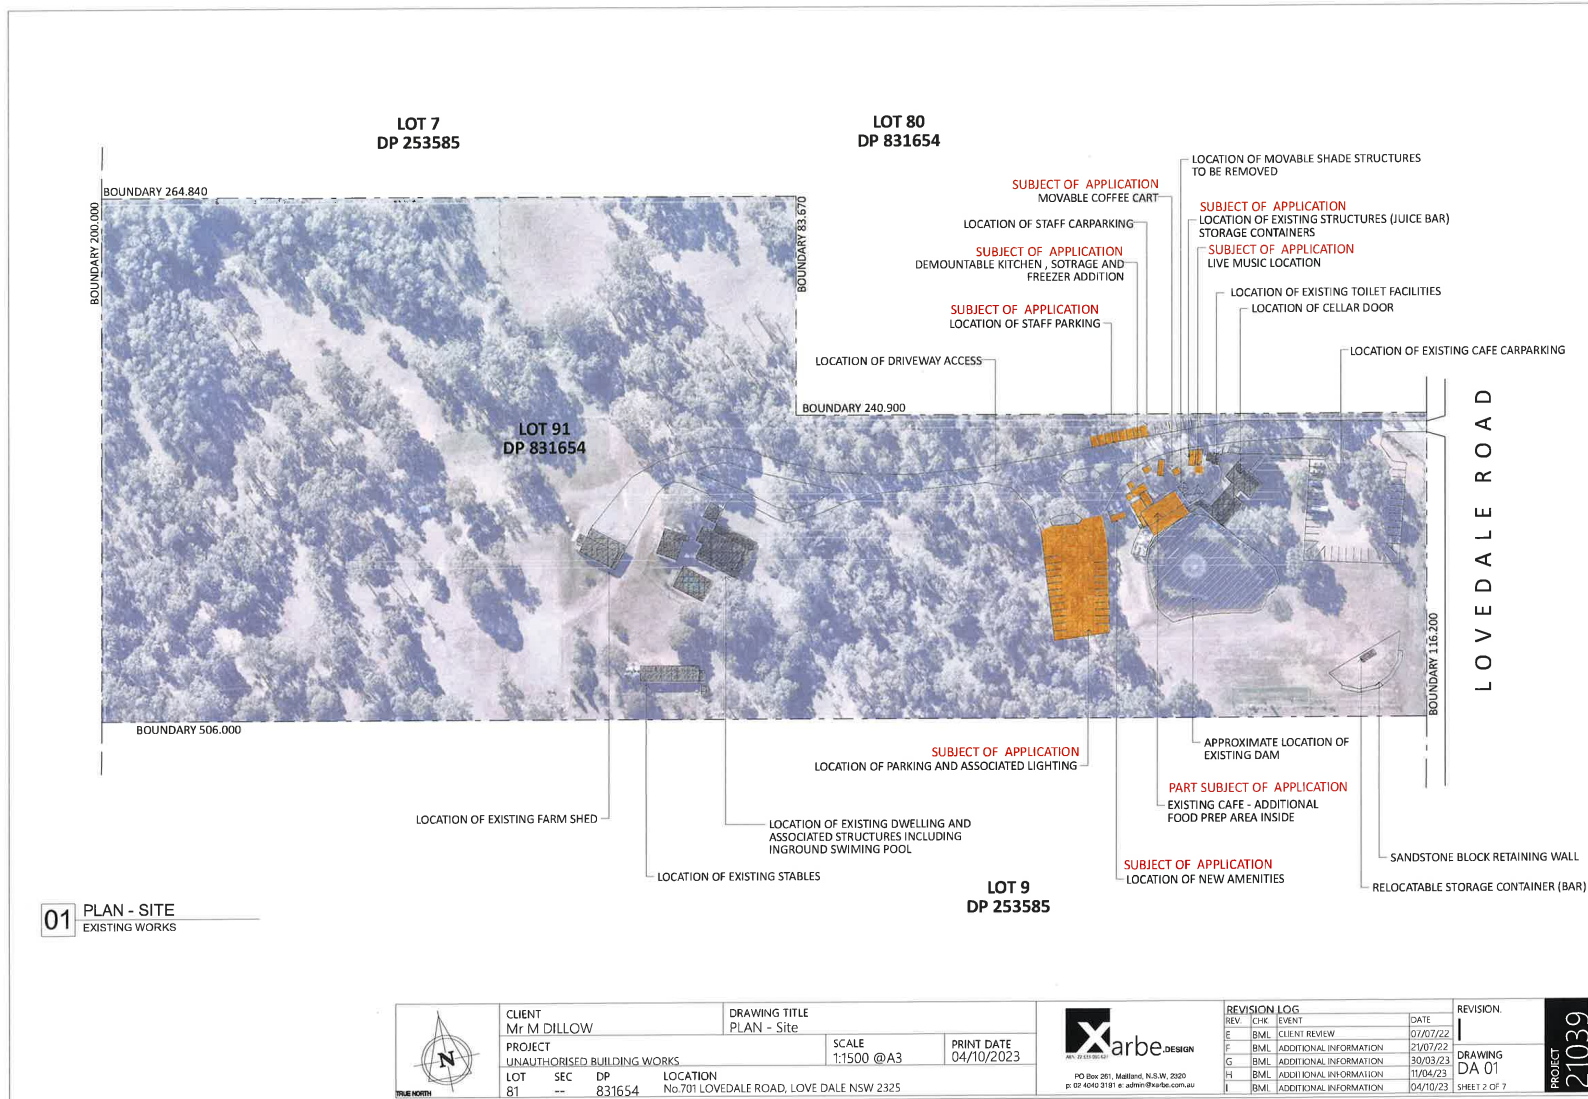 LOT 7
DP 253585
LOT 80
DP 831654
LOCATION OF MOVABLE SHADE STRUCTURES
TO BE REMOVED
SUBJECT OF APPLICATION
MOVABLE COFFEE CART
SUBJECT OF APPLICATION
LOCATION OF EXISTING STRUCTURES (JUICE BAR)
STORAGE CONTAINERS
LOCATION OF STAFF CARPARKING
SUBJECT OF APPLICATION
LIVE MUSIC LOCATION
SUBJECT OF APPLICATION
DEMOUNTABLE KITCHEN , SOTRAGE AND
FREEZER ADDITION
LOCATION OF EXISTING TOILET FACILITIES
LOCATION OF CELLAR DOOR
SUBJECT OF APPLICATION
LOCATION OF STAFF PARKING
LOCATION OF EXISTING CAFE CARPARKING
LOCATION OF DRIVEWAY ACCESS
BOUNDARY 264.840
BOUNDARY 200.000
BOUNDARY 83.670
BOUNDARY 240.900
LOT 91
DP 831654
LOVEDALE ROAD
BOUNDARY 116.200
BOUNDARY 506.000
SUBJECT OF APPLICATION
LOCATION OF PARKING AND ASSOCIATED LIGHTING
APPROXIMATE LOCATION OF
EXISTING DAM
PART SUBJECT OF APPLICATION
EXISTING CAFE - ADDITIONAL
FOOD PREP AREA INSIDE
LOCATION OF EXISTING FARM SHED
LOCATION OF EXISTING DWELLING AND
ASSOCIATED STRUCTURES INCLUDING
INGROUND SWIMING POOL
SANDSTONE BLOCK RETAINING WALL
SUBJECT OF APPLICATION
LOCATION OF NEW AMENITIES
LOCATION OF EXISTING STABLES
RELOCATABLE STORAGE CONTAINER (BAR)
LOT 9
DP 253585
01
PLAN - SITE
EXISTING WORKS
N
TRUE NORTH
CLIENT
Mr M DILLOW
DRAWING TITLE
PLAN - Site
PROJECT
UNAUTHORISED BUILDING WORKS
SCALE
1:1500 @A3
PRINT DATE
04/10/2023
LOT SEC DP LOCATION
81 -- 831654 No.701 LOVEDALE ROAD, LOVE DALE NSW 2325
Xarbe.DESIGN
PO Box 261, Maitland, N.S.W, 2320
p: 02 4040 3191 e: admin@xarbe.com.au
REVISION LOG
REV. CHK EVENT DATE
E BML CLIENT REVIEW 07/07/22
F BML ADDITIONAL INFORMATION 21/07/22
G BML ADDITIONAL INFORMATION 30/03/23
H BML ADDITIONAL INFORMATION 11/04/23
I BML ADDITIONAL INFORMATION 04/10/23
REVISION.
I
DRAWING
DA 01
SHEET 2 OF 7
PROJECT
21039